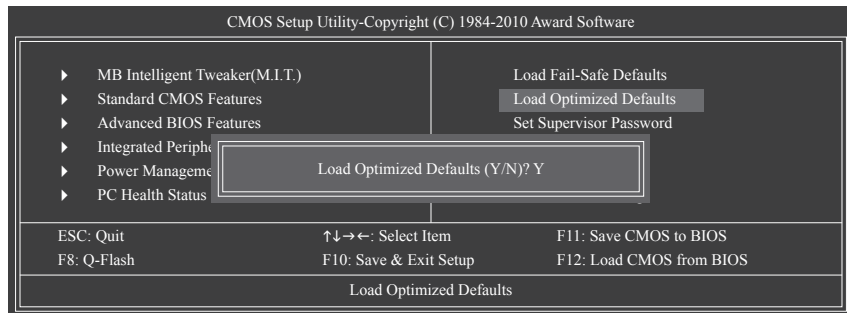 CMOS Setup Utility-Copyright (C) 1984-2010 Award Software
MB Intelligent Tweaker(M.I.T.)
Standard CMOS Features
Advanced BIOS Features
Integrated Periphe
Power Manageme
PC Health Status
Load Fail-Safe Defaults
Load Optimized Defaults
Set Supervisor Password
Load Optimized Defaults (Y/N)? Y
ESC: Quit ↑↓→←: Select Item F11: Save CMOS to BIOS
F8: Q-Flash F10: Save & Exit Setup F12: Load CMOS from BIOS
Load Optimized Defaults